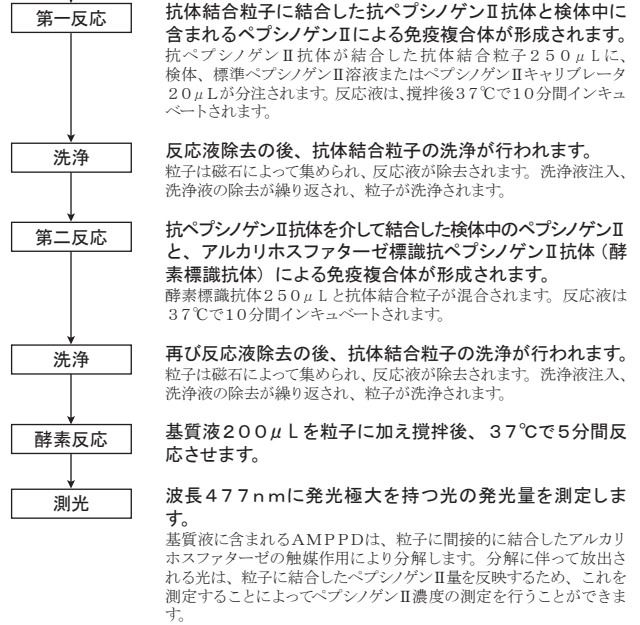 第一反応
抗体結合粒子に結合した抗ペプシノゲンⅡ抗体と検体中に
含まれるペプシノゲンⅡによる免疫複合体が形成されます。
抗ペプシノゲンⅡ抗体が結合した抗体結合粒子２５０μＬに、
検体、標準ペプシノゲンⅡ溶液またはペプシノゲンⅡキャリブレータ
２０μＬが分注されます。反応液は、撹拌後３７℃で１０分間インキュ
ベートされます。
洗浄
反応液除去の後、抗体結合粒子の洗浄が行われます。
粒子は磁石によって集められ、反応液が除去されます。洗浄液注入、
洗浄液の除去が繰り返され、粒子が洗浄されます。
第二反応
抗ペプシノゲンⅡ抗体を介して結合した検体中のペプシノゲンⅡ
と、アルカリホスファターゼ標識抗ペプシノゲンⅡ抗体（酵
素標識抗体）による免疫複合体が形成されます。
酵素標識抗体２５０μＬと抗体結合粒子が混合されます。反応液は
３７℃で１０分間インキュベートされます。
洗浄
再び反応液除去の後、抗体結合粒子の洗浄が行われます。
粒子は磁石によって集められ、反応液が除去されます。洗浄液注入、
洗浄液の除去が繰り返され、粒子が洗浄されます。
酵素反応
基質液２００μＬを粒子に加え撹拌後、３７℃で５分間反
応させます。
測光
波長４７７ｎｍに発光極大を持つ光の発光量を測定しま
す。
基質液に含まれるＡＭＰＰＤは、粒子に間接的に結合したアルカリ
ホスファターゼの触媒作用により分解します。分解に伴って放出さ
れる光は、粒子に結合したペプシノゲンⅡ量を反映するため、これを
測定することによってペプシノゲンⅡ濃度の測定を行うことができま
す。